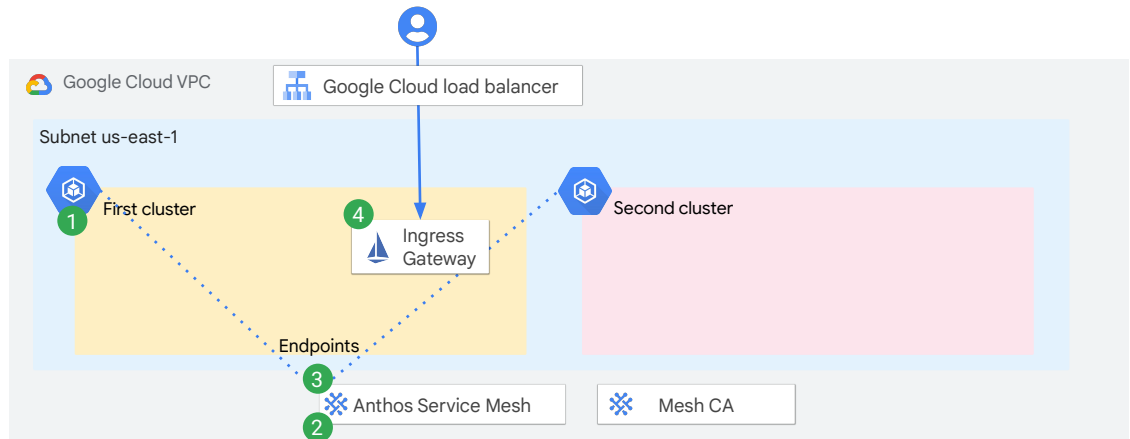 Google Cloud VPC
Google Cloud load balancer
Subnet us-east-1
First cluster
1
4
Ingress
Gateway
Second cluster
Endpoints
3
Anthos Service Mesh
2
Mesh CA